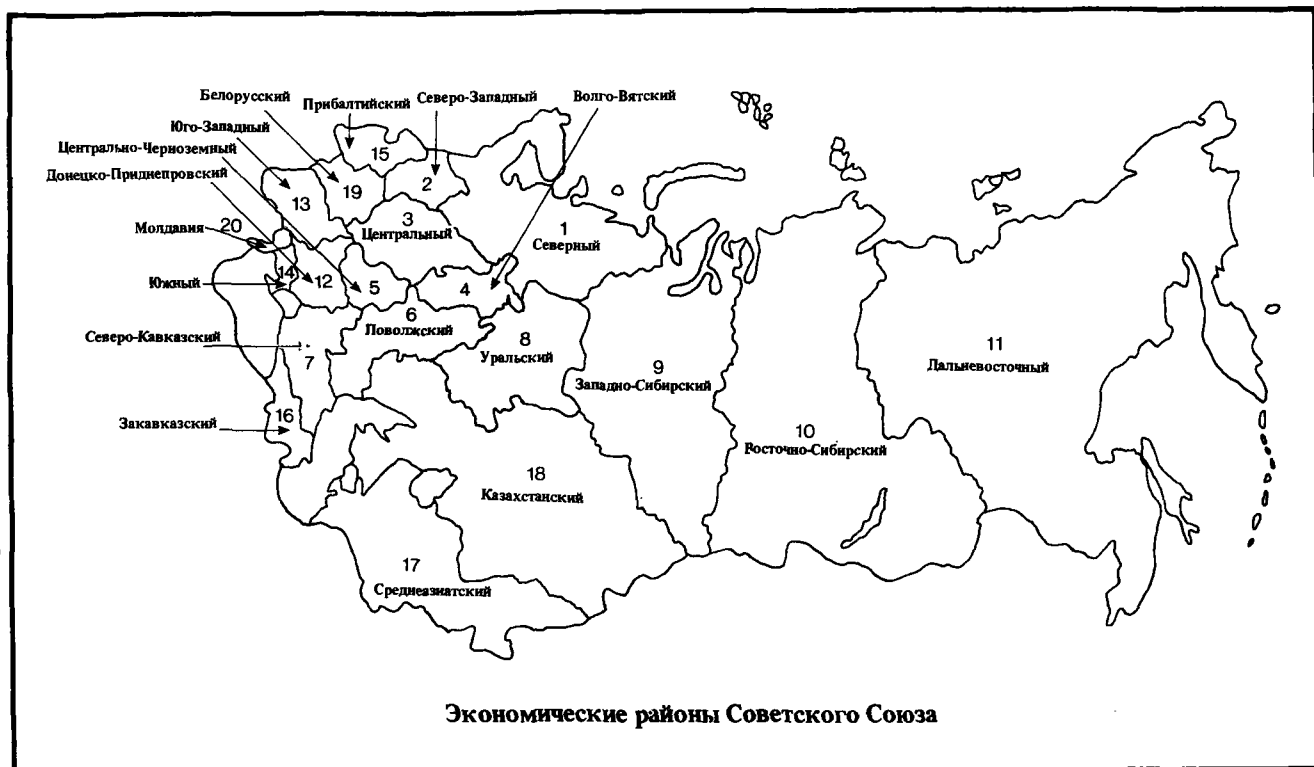 Белорусский
Прибалтийский
Северо-Западный
Волго-Вятский
Юго-Западный
Центрально-Черноземный
Донецко-Приднепровский
15
2
19
13
3
Центральный
1
Северный
20
Молдавия
14
12
5
4
Южный
6
Поволжский
Северо-Кавказский
7
8
Уральский
9
Западно-Сибирский
11
Дальневосточный
16
Закавказский
10
Восточно-Сибирский
18
Казахстанский
17
Среднеазиатский
Экономические районы Советского Союза